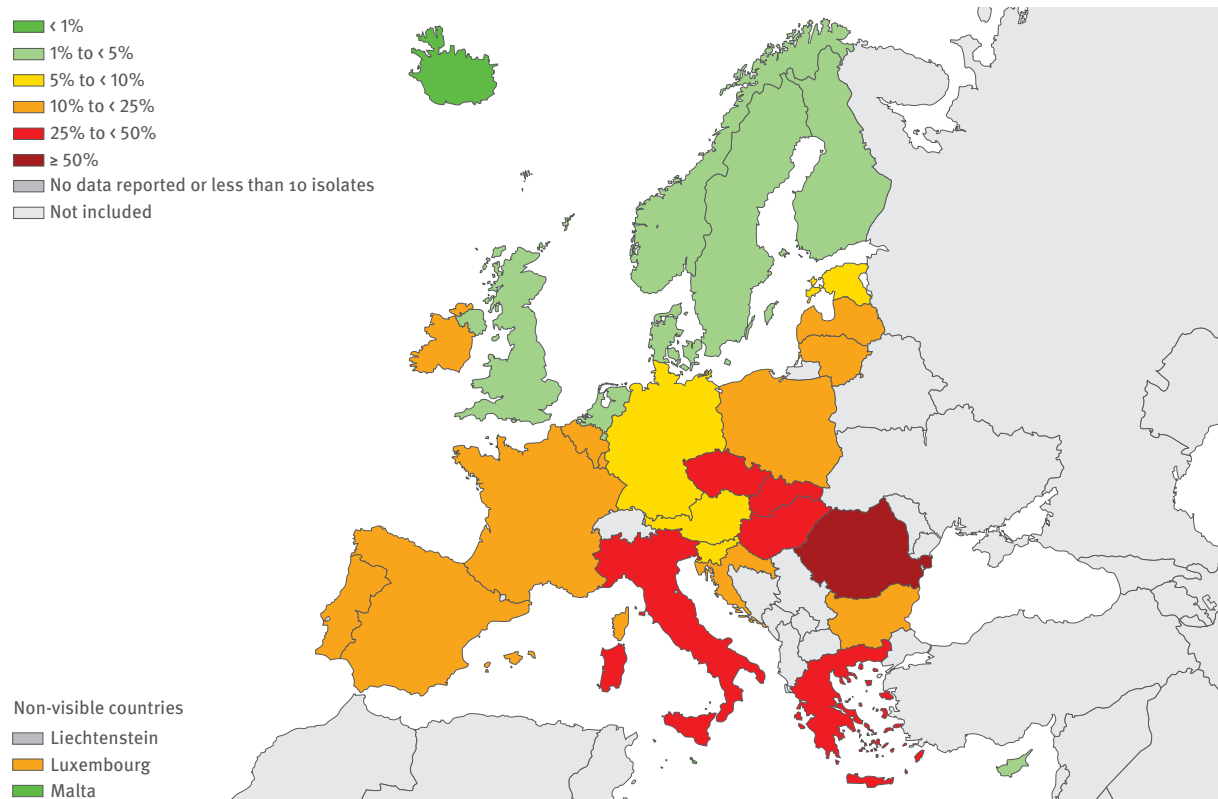 < 1%
1% to < 5%
5% to < 10%
10% to < 25%
25% to < 50%
≥ 50%
No data reported or less than 10 isolates
Not included
Non-visible countries
Liechtenstein
Luxembourg
Malta